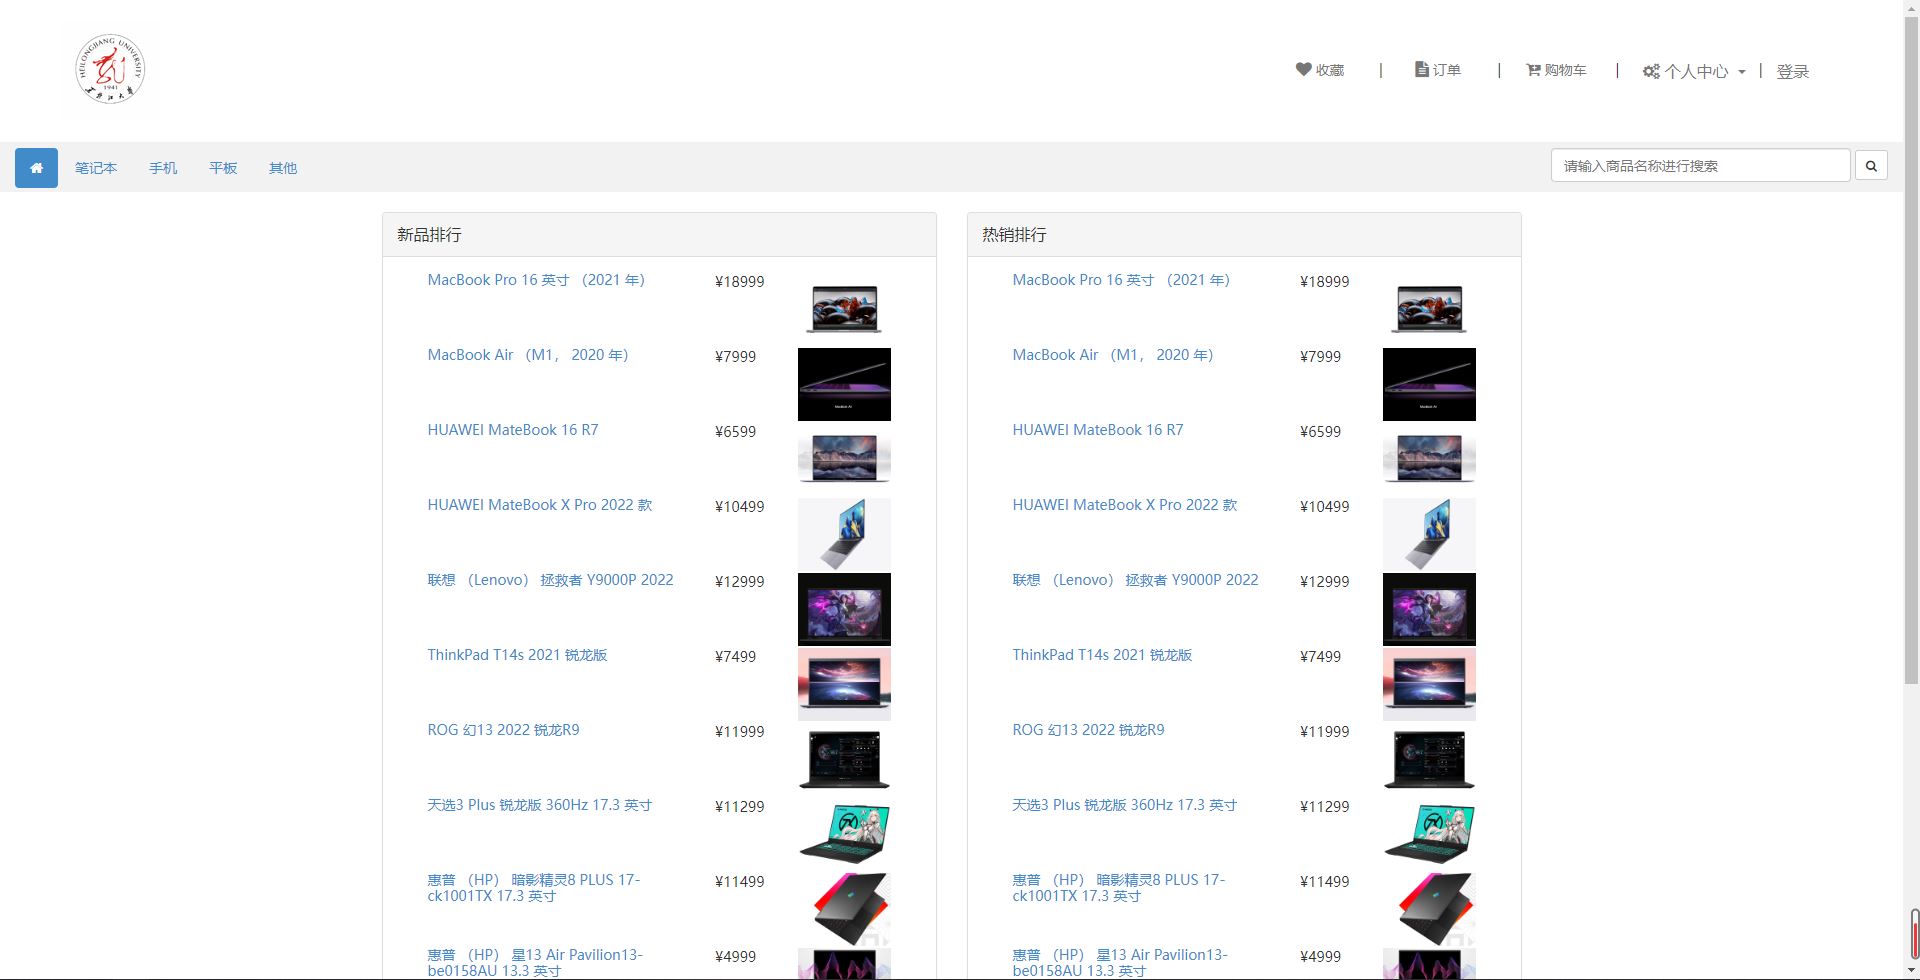 HEILONGJIANG UNIVERSITY
1941
收藏 | 订单 | 购物车 | 个人中心 | 登录
笔记本 手机 平板 其他 请输入商品名称进行搜索
新品排行
MacBook Pro 16 英寸 （2021 年） ¥18999
MacBook Air （M1， 2020 年） ¥7999
MacBook Air
HUAWEI MateBook 16 R7 ¥6599
HUAWEI MateBook X Pro 2022 款 ¥10499
联想 （Lenovo） 拯救者 Y9000P 2022 ¥12999
ThinkPad T14s 2021 锐龙版 ¥7499
ROG 幻13 2022 锐龙R9 ¥11999
天选3 Plus 锐龙版 360Hz 17.3 英寸 ¥11299
惠普 （HP） 暗影精灵8 PLUS 17-
ck1001TX 17.3 英寸 ¥11499
惠普 （HP） 星13 Air Pavilion13-
be0158AU 13.3 英寸 ¥4999
热销排行
MacBook Pro 16 英寸 （2021 年） ¥18999
MacBook Air （M1， 2020 年） ¥7999
MacBook Air
HUAWEI MateBook 16 R7 ¥6599
HUAWEI MateBook X Pro 2022 款 ¥10499
联想 （Lenovo） 拯救者 Y9000P 2022 ¥12999
ThinkPad T14s 2021 锐龙版 ¥7499
ROG 幻13 2022 锐龙R9 ¥11999
天选3 Plus 锐龙版 360Hz 17.3 英寸 ¥11299
惠普 （HP） 暗影精灵8 PLUS 17-
ck1001TX 17.3 英寸 ¥11499
惠普 （HP） 星13 Air Pavilion13-
be0158AU 13.3 英寸 ¥4999